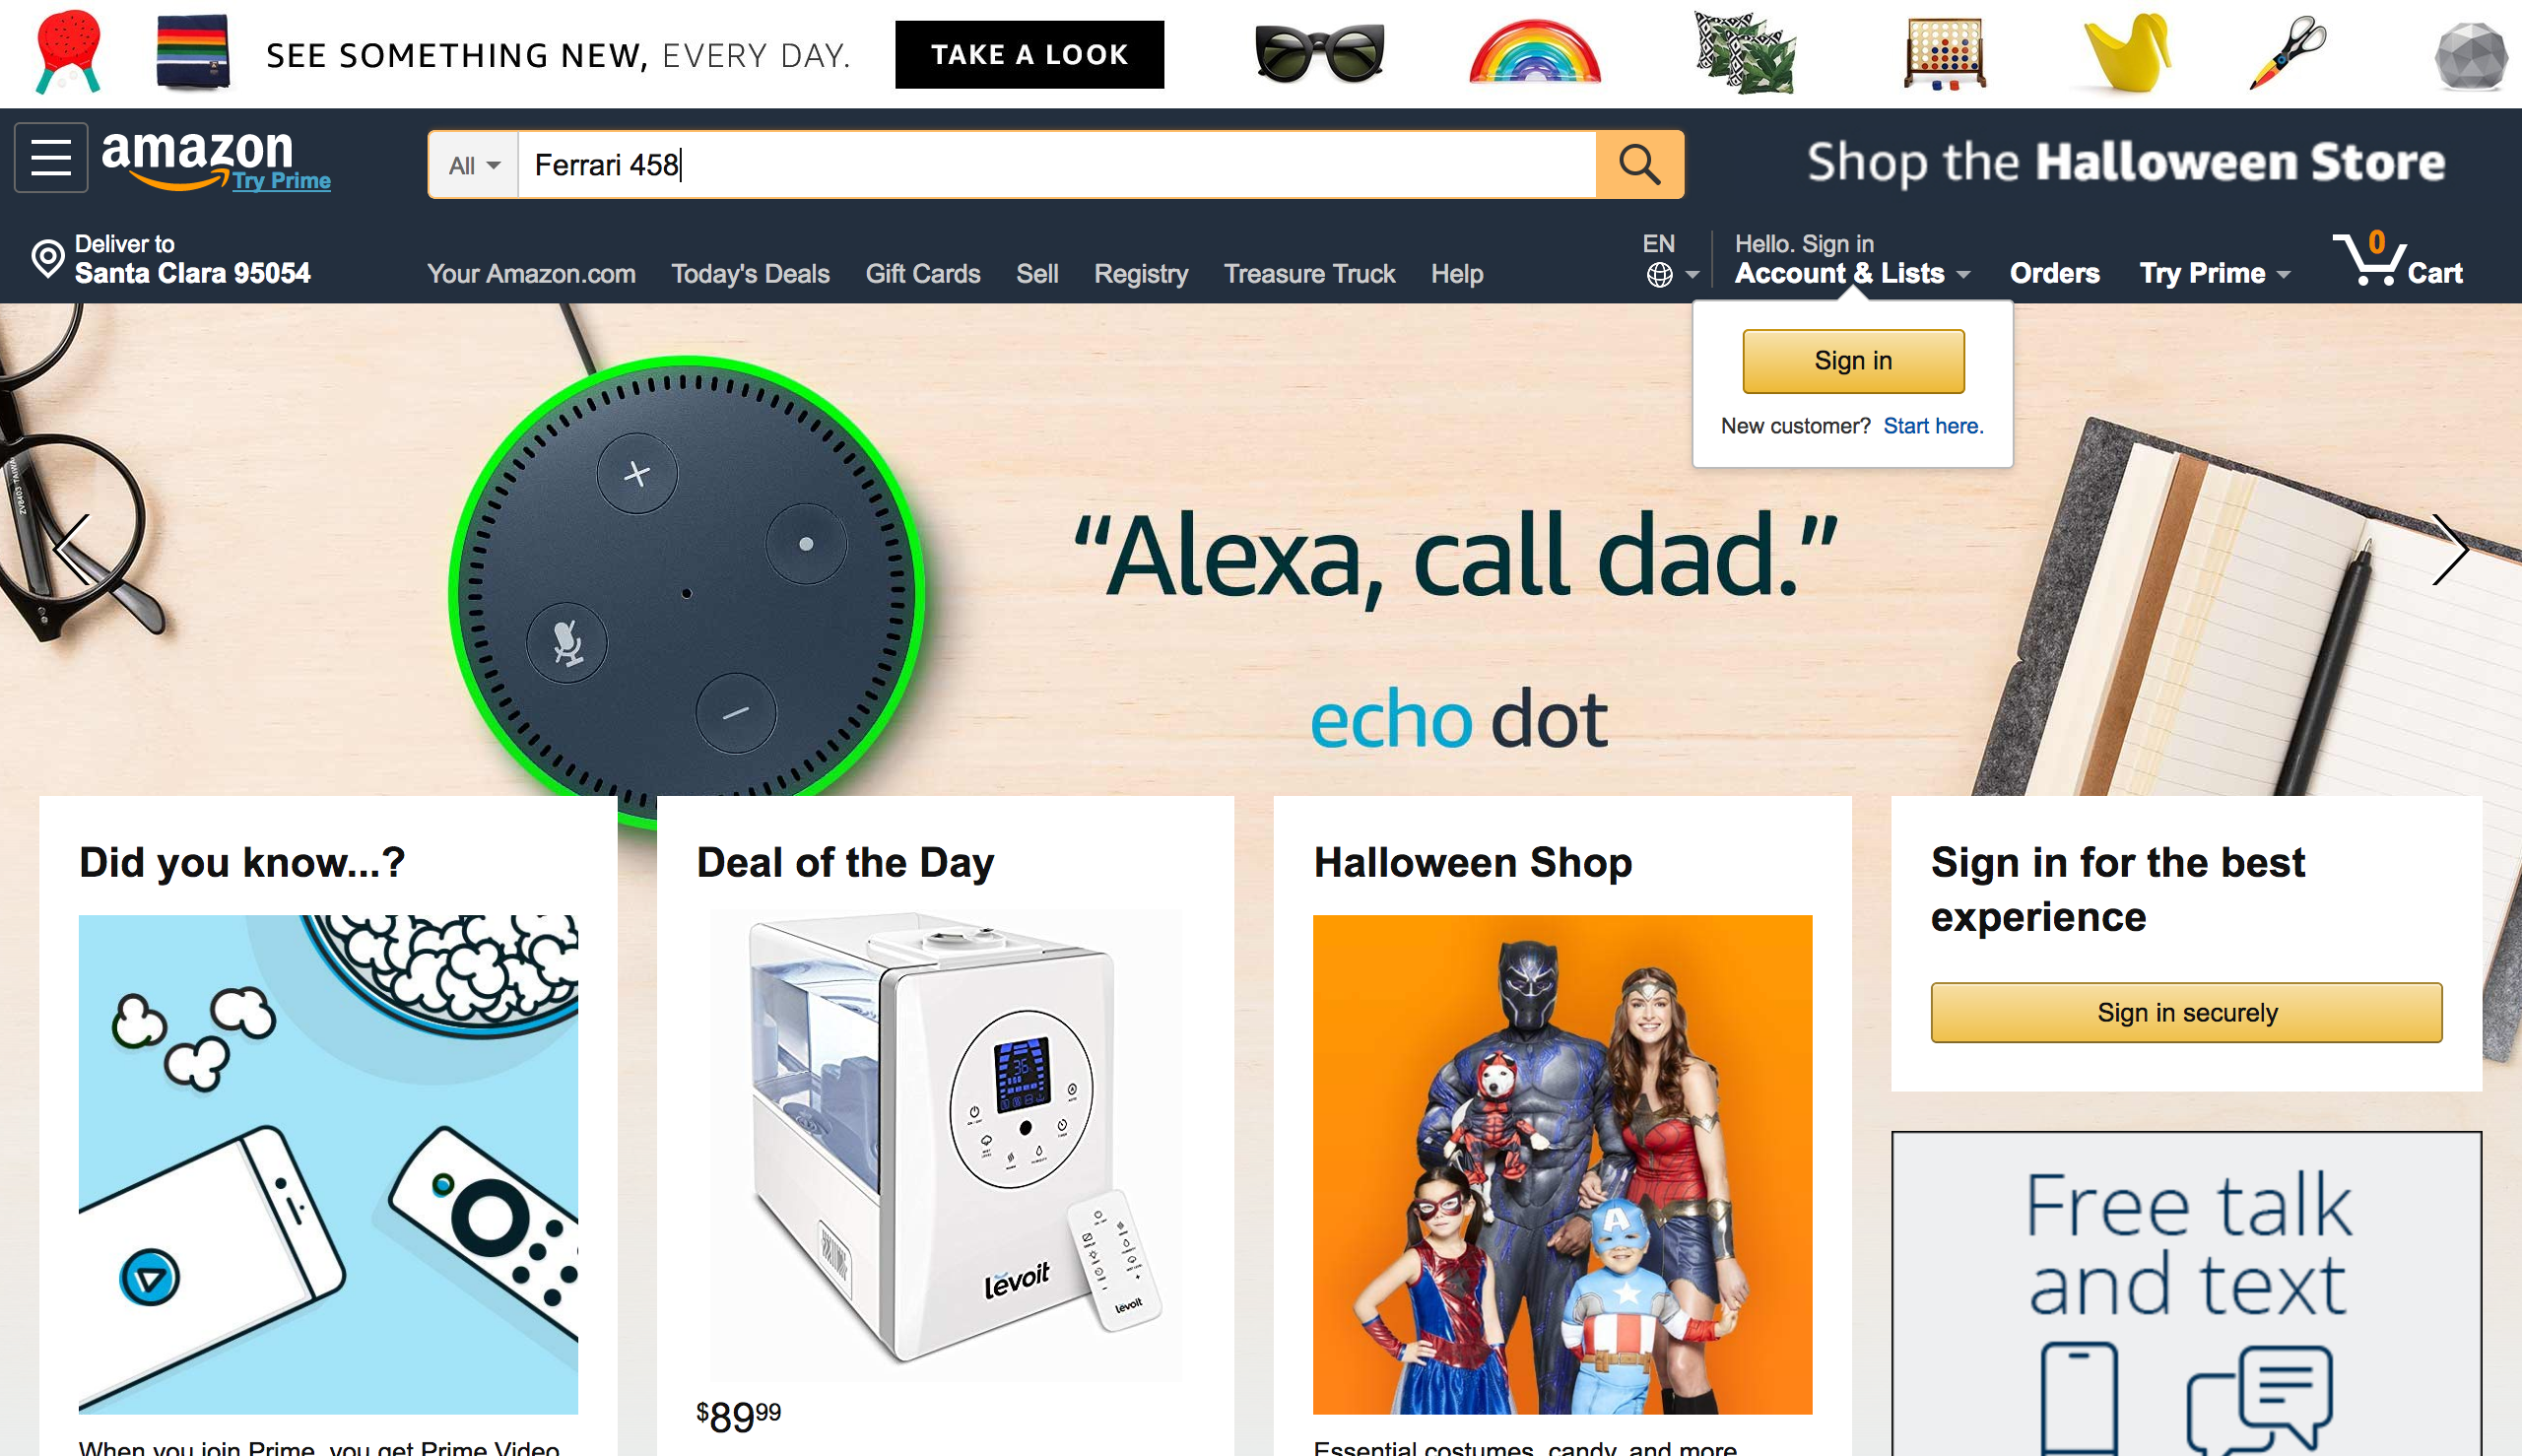 SEE SOMETHING NEW, EVERY DAY.
TAKE A LOOK
amazon
Try Prime
All
Ferrari 458
Shop the Halloween Store
Deliver to
Santa Clara 95054
Your Amazon.com
Today's Deals
Gift Cards
Sell
Registry
Treasure Truck
Help
EN
Hello. Sign in
Account & Lists
Orders
Try Prime
0
Cart
Sign in
New customer? Start here.
“Alexa, call dad.”
echo dot
Did you know...?
Deal of the Day
Halloween Shop
Sign in for the best
experience
Sign in securely
36
levoit
levoit
A
Free talk
and text
$89 99
When you join Prime, you get Prime Video
Essential costumes, candy, and more